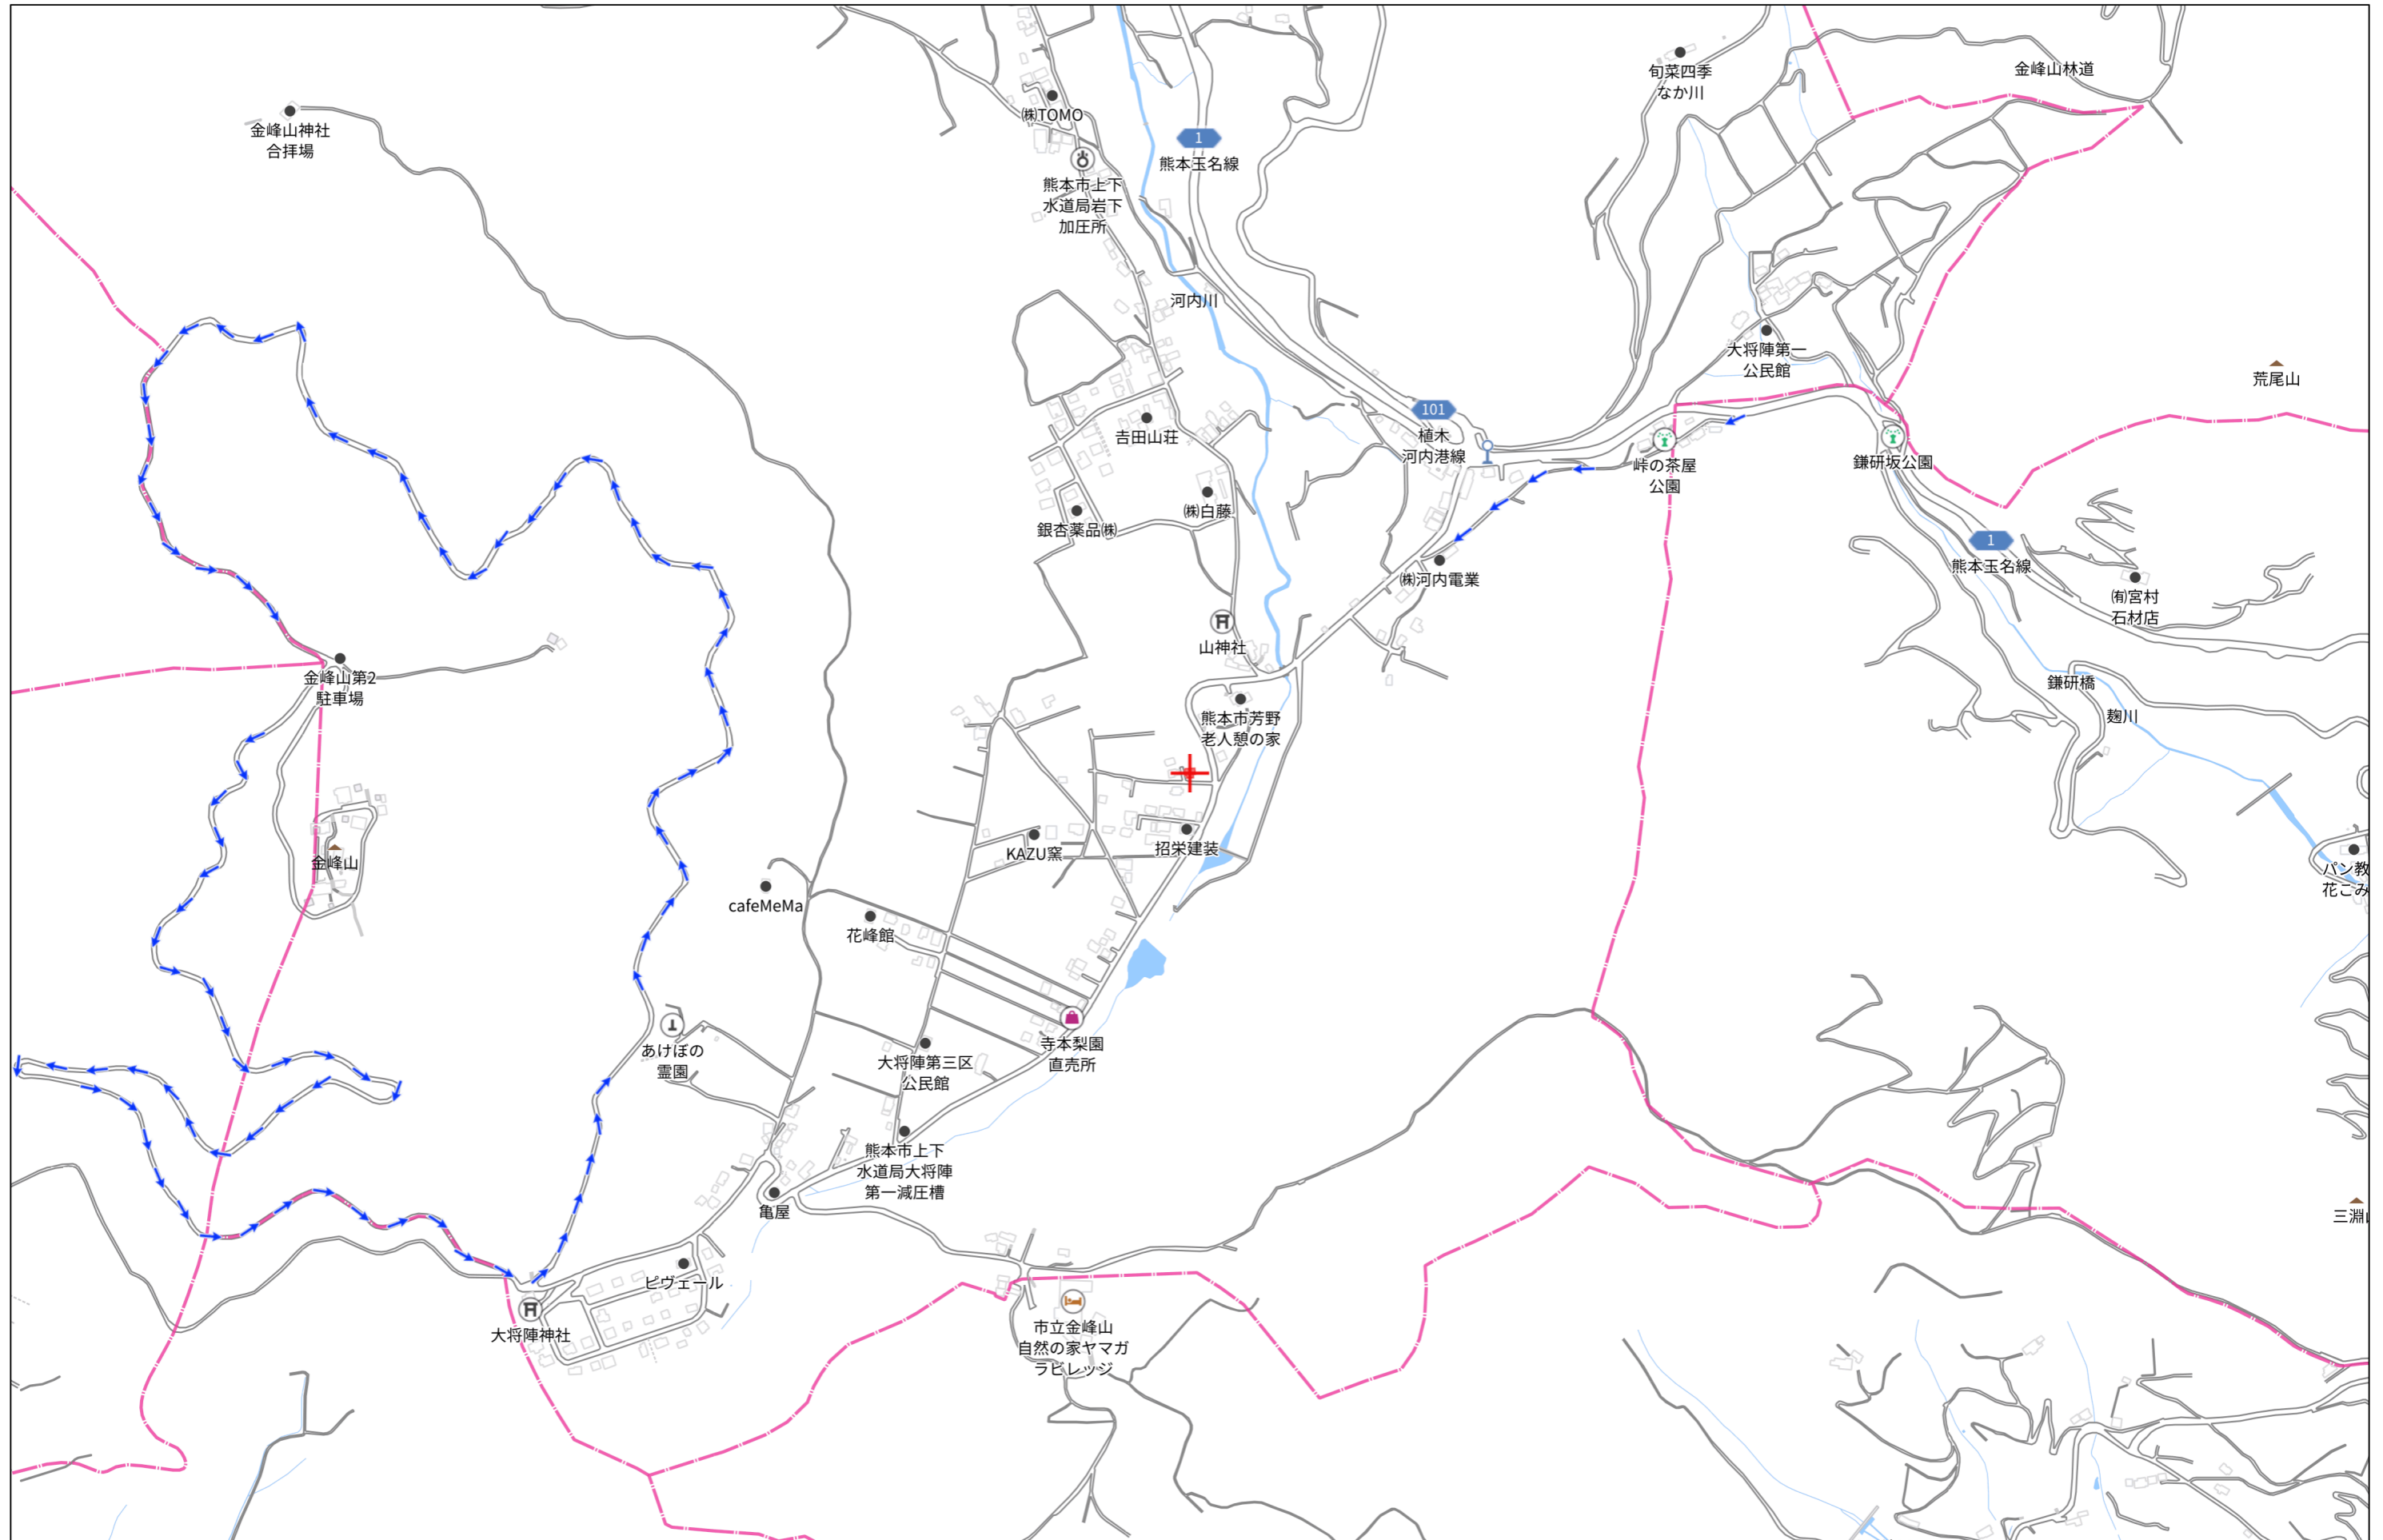 旬菜四季
なか川
金峰山林道
金峰山神社
合拝場
㈱TOMO
1
熊本玉名線
熊本市上下
水道局岩下
加圧所
河内川
大将陣第一
公民館
荒尾山
101
植木
河内港線
吉田山荘
峠の茶屋
公園
鎌研坂公園
㈱白藤
銀杏薬品㈱
1
熊本玉名線
㈱河内電業
㈲宮村
石材店
山神社
金峰山第2
駐車場
鎌研橋
麹川
熊本市芳野
老人憩の家
金峰山
KAZU窯
招栄建装
パン教
花こみ
cafeMeMa
花峰館
あけぼの
霊園
大将陣第三区
公民館
寺本梨園
直売所
熊本市上下
水道局大将陣
第一減圧槽
亀屋
ピヴェール
大将陣神社
市立金峰山
自然の家ヤマガ
ラビレッジ
三淵